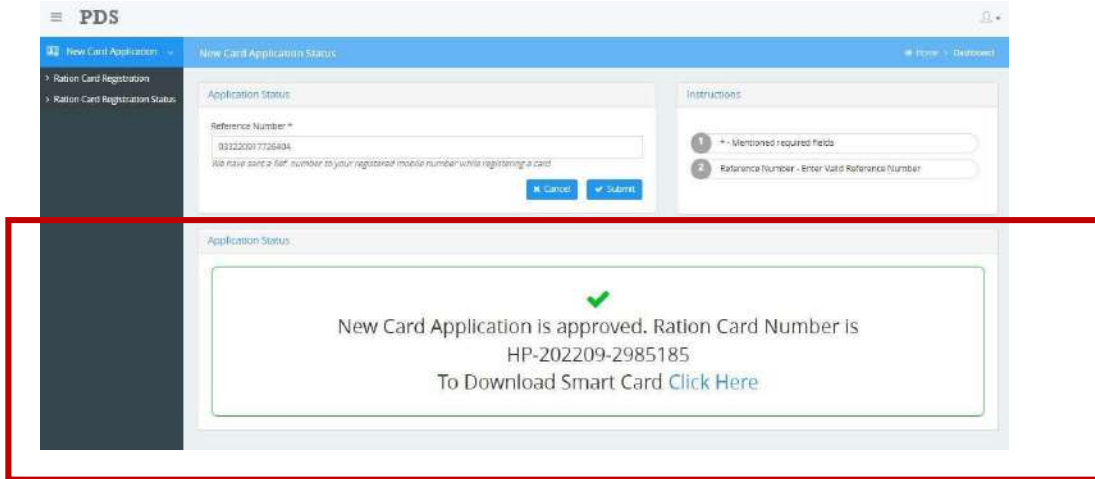 PDS
New Card Application
New Card Application Status
Home > Dashboard
> Ration Card Registration
> Ration Card Registration Status
Application Status
Reference Number *
033220917726404
We have sent a Ref. number to your registered mobile number while registering a card
Cancel
Submit
Instructions
1 * - Mentioned required fields
2 Reference Number - Enter Valid Reference Number
Application Status
New Card Application is approved. Ration Card Number is
HP-202209-2985185
To Download Smart Card Click Here